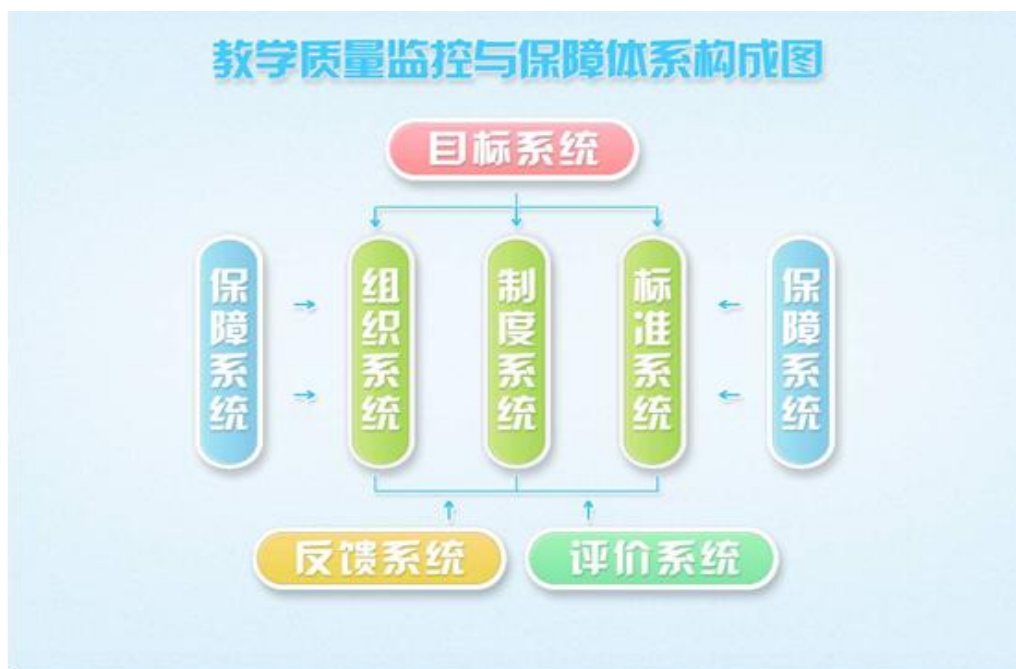 教学质量监控与保障体系构成图
目标系统
保障系统
组织系统
制度系统
标准系统
保障系统
反馈系统
评价系统